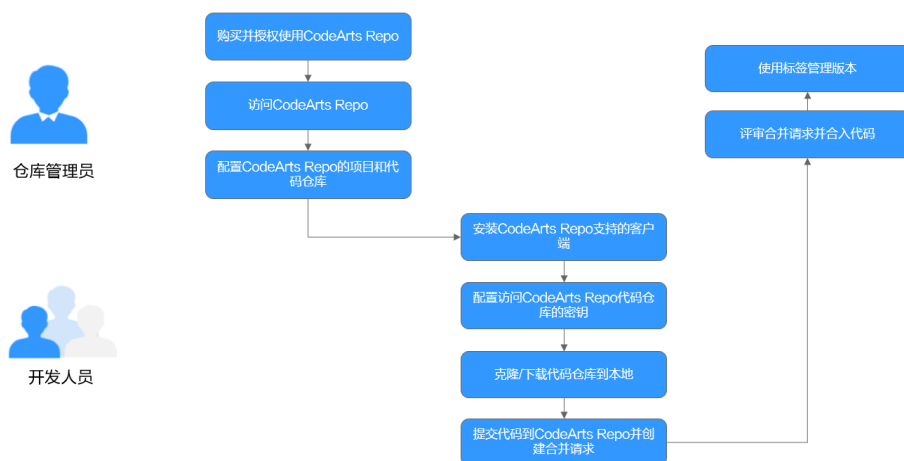 购买并授权使用CodeArts Repo
访问CodeArts Repo
配置CodeArts Repo的项目和代
码仓库
仓库管理员
使用标签管理版本
评审合并请求并合入代码
安装CodeArts Repo支持的客户
端
配置访问CodeArts Repo代码仓
库的密钥
克隆/下载代码仓库到本地
提交代码到CodeArts Repo并创
建合并请求
开发人员